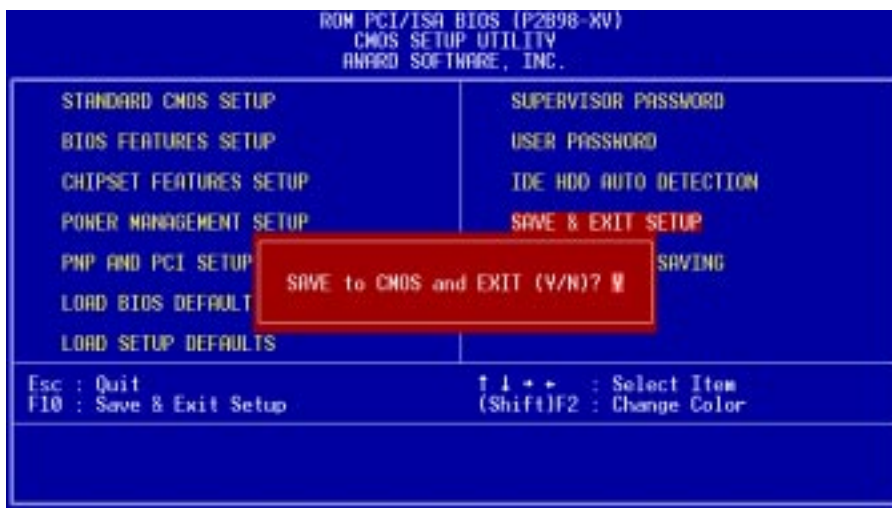 ROM PCI/ISA BIOS (P2B98-XV)
CMOS SETUP UTILITY
AWARD SOFTWARE, INC.
STANDARD CMOS SETUP
BIOS FEATURES SETUP
CHIPSET FEATURES SETUP
POWER MANAGEMENT SETUP
PNP AND PCI SETUP
LOAD BIOS DEFAULT
LOAD SETUP DEFAULTS
SUPERVISOR PASSWORD
USER PASSWORD
IDE HDD AUTO DETECTION
SAVE & EXIT SETUP
SAVING
SAVE to CMOS and EXIT (Y/N)? Y
Esc : Quit
F10 : Save & Exit Setup
↑ ↓ → ← : Select Item
(Shift)F2 : Change Color